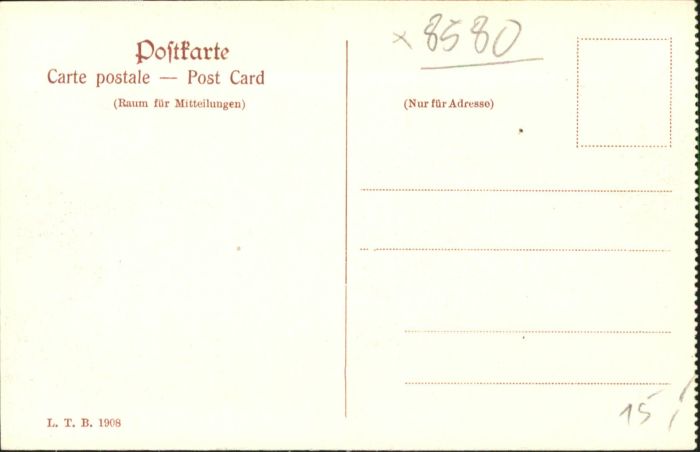 Poſtkarte
Carte postale — Post Card
(Raum für Mitteilungen)
x 8580
(Nur für Adresse)
L. T. B. 1908
15,